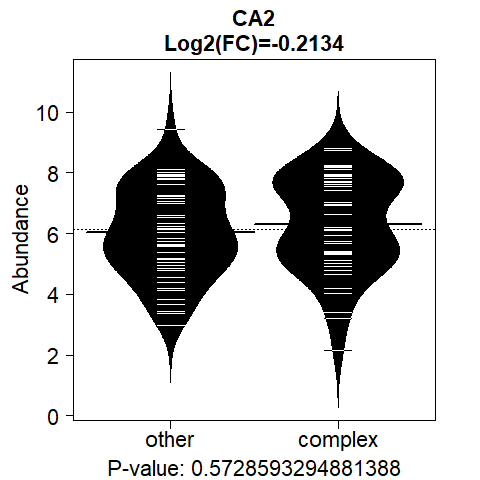 CA2
Log2(FC)=-0.2134
Abundance
10
8
6
4
2
0
other complex
P-value: 0.5728593294881388